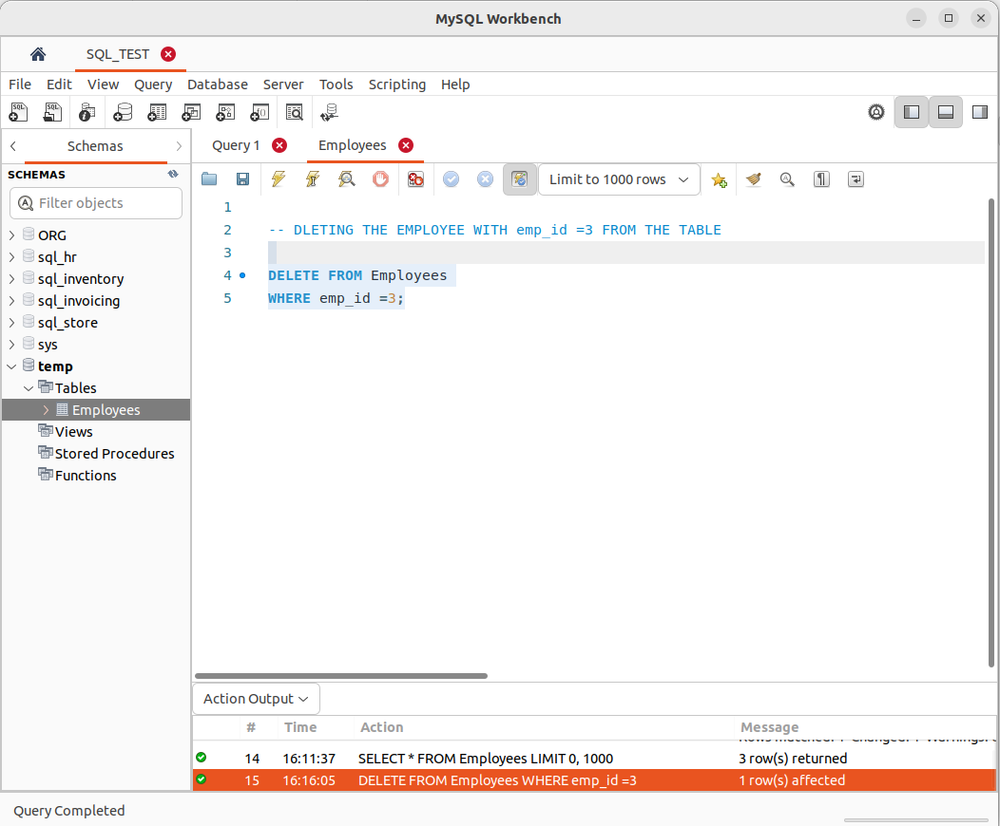 MySQL Workbench
SQL_TEST
File Edit View Query Database Server Tools Scripting Help
Schemas
Query 1
Employees
SCHEMAS
Filter objects
Limit to 1000 rows
ORG
sql_hr
sql_inventory
sql_invoicing
sql_store
sys
temp
Tables
Employees
Views
Stored Procedures
Functions
1
2 -- DLETING THE EMPLOYEE WITH emp_id =3 FROM THE TABLE
3
4 DELETE FROM Employees
5 WHERE emp_id =3;
Action Output
# Time Action Message
14 16:11:37 SELECT * FROM Employees LIMIT 0, 1000 3 row(s) returned
15 16:16:05 DELETE FROM Employees WHERE emp_id =3 1 row(s) affected
Query Completed